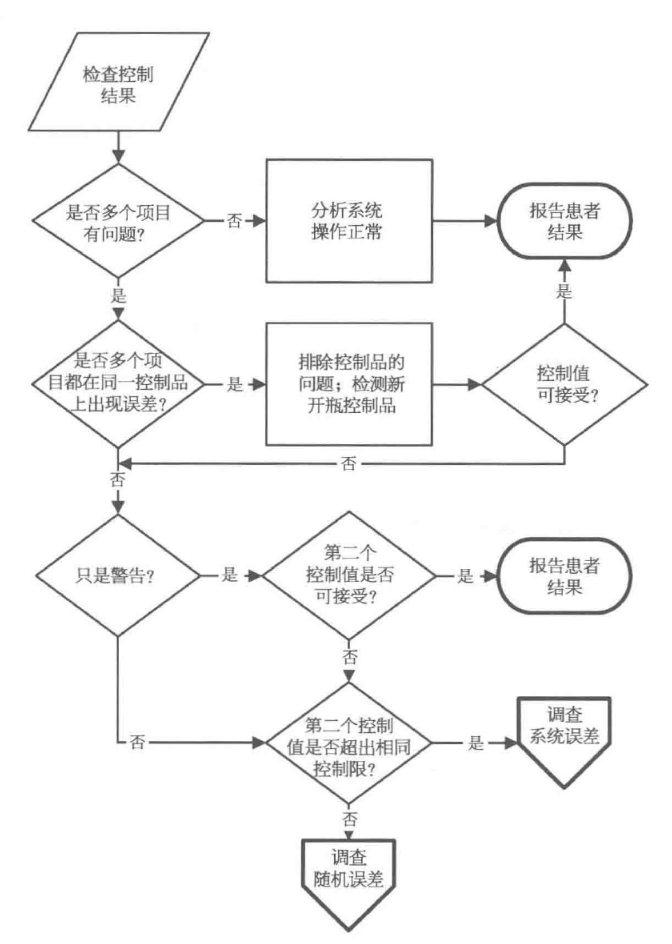 检查控制
结果
是否多个项目
有问题？
否
分析系统
操作正常
报告患者
结果
是
是
是否多个项
目都在同一控制品
上出现误差？
是
排除控制品的
问题；检测新
开瓶控制品
控制值
可接受？
否
否
只是警告？
是
第二个
控制值是否
可接受？
是
报告患者
结果
否
否
第二个控制
值是否超出相同
控制限？
是
调查
系统误差
否
调查
随机误差